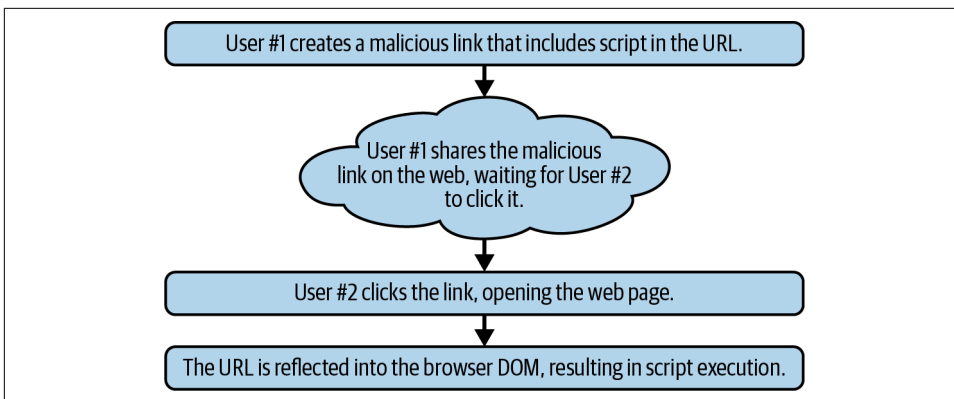 User #1 creates a malicious link that includes script in the URL.
User #1 shares the malicious
link on the web, waiting for User #2
to click it.
User #2 clicks the link, opening the web page.
The URL is reflected into the browser DOM, resulting in script execution.